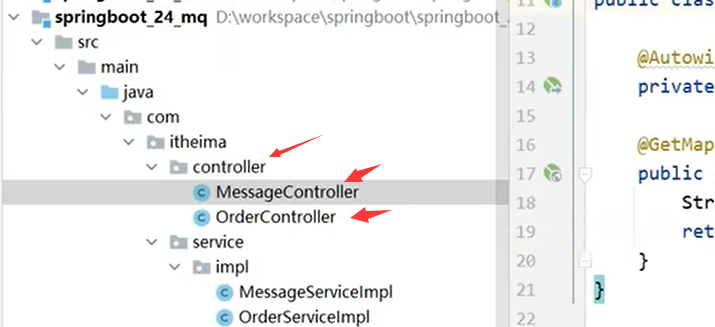 springboot_24_mq D:\workspace\springboot\springboot_
src
main
java
com
itheima
controller
MessageController
OrderController
service
impl
MessageServiceImpl
OrderServiceImpl
11 public clas
12
13 @Autowi
14 private
15
16 @GetMap
17 public
18 Str
19 ret
20 }
21 }
22